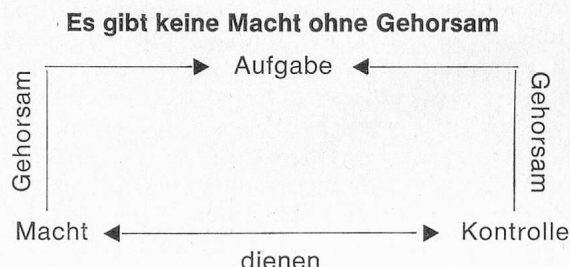 Es gibt keine Macht ohne Gehorsam
Aufgabe
Gehorsam
Gehorsam
Macht
Kontrolle
dienen